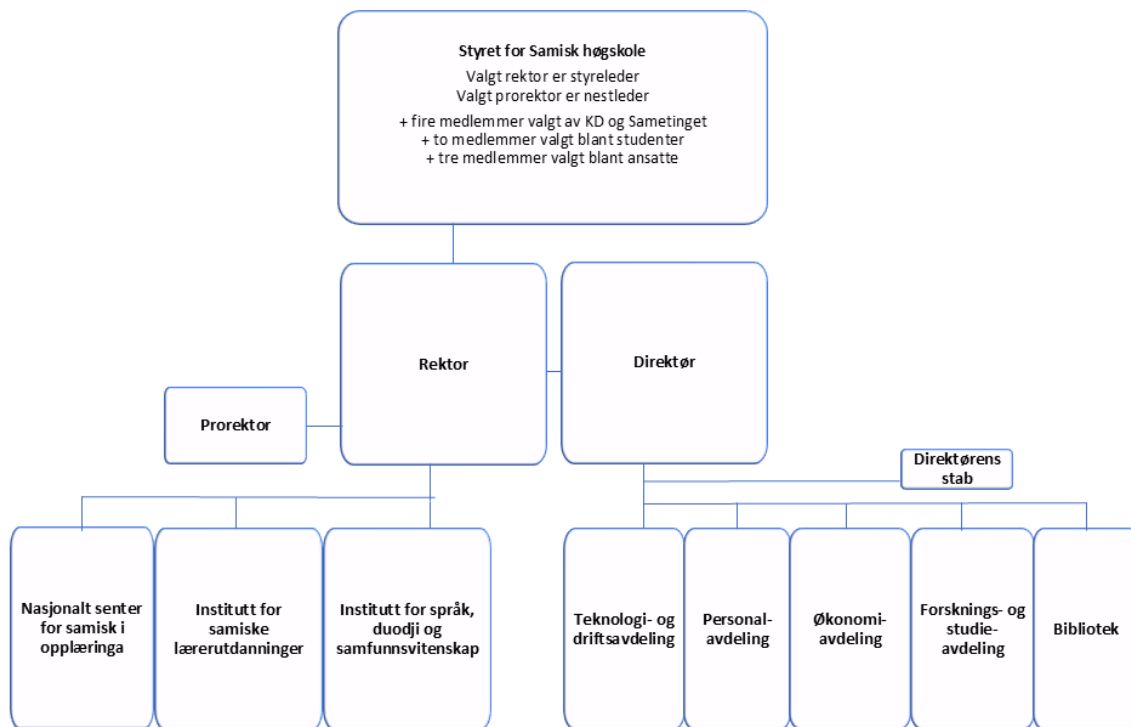 Styret for Samisk høgskole
Valgt rektor er styreleder
Valgt prorektor er nestleder
+ fire medlemmer valgt av KD og Sametinget
+ to medlemmer valgt blant studenter
+ tre medlemmer valgt blant ansatte
Rektor
Direktør
Prorektor
Direktørens
stab
Nasjonalt senter
for samisk i
opplæringa
Institutt for
samiske
lærerutdanninger
Institutt for språk,
duodji og
samfunnsvitenskap
Teknologi- og
driftsavdeling
Personal-
avdeling
Økonomi-
avdeling
Forsknings- og
studie-
avdeling
Bibliotek